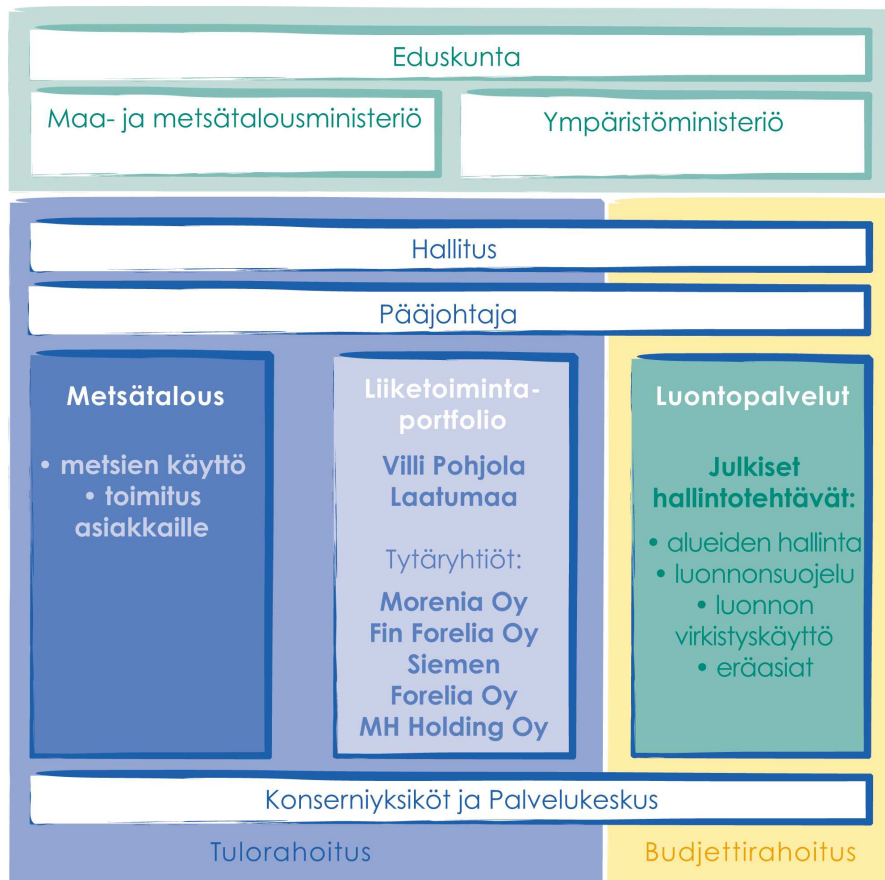 Eduskunta
Maa- ja metsätalousministeriö
Ympäristöministeriö
Hallitus
Pääjohtaja
Metsätalous
• metsien käyttö
• toimitus
asiakkaille
Liiketoiminta-
portfolio
Villi Pohjola
Laatumaa
Tytäryhtiöt:
Morenia Oy
Fin Forelia Oy
Siemen
Forelia Oy
MH Holding Oy
Luontopalvelut
Julkiset
hallintotehtävät:
• alueiden hallinta
• luonnonsuojelu
• luonnon
virkistyskäyttö
• eräasiat
Konserniyksiköt ja Palvelukeskus
Tulorahoitus
Budjettirahoitus